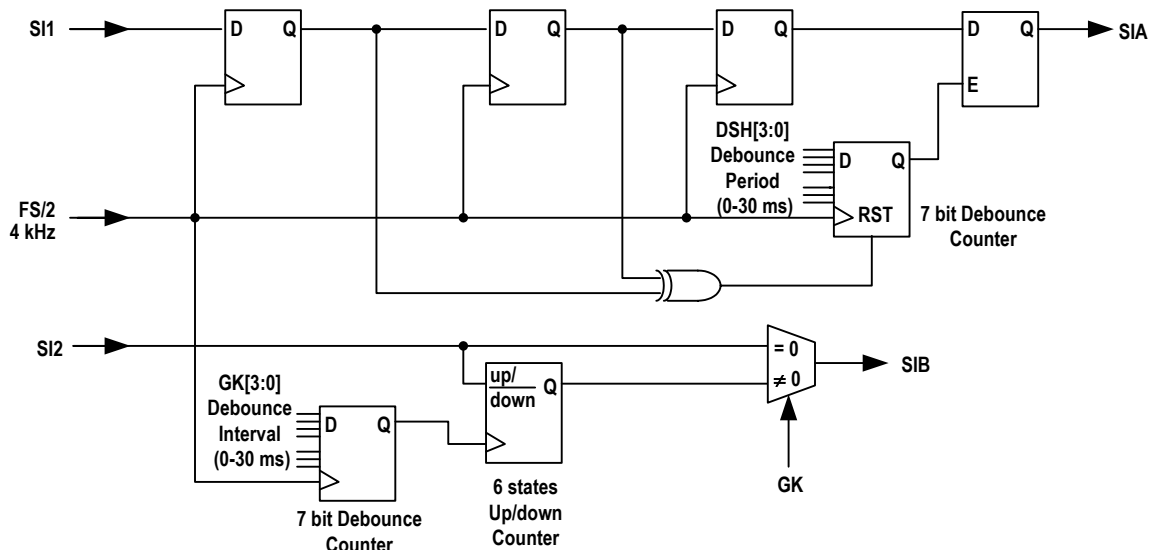 SI1
D
Q
D
Q
D
Q
D
Q
E
SIA
DSH[3:0]
Debounce
Period
(0-30 ms)
D
Q
RST
7 bit Debounce
Counter
FS/2
4 kHz
SI2
= 0
≠ 0
SIB
GK
GK[3:0]
Debounce
Interval
(0-30 ms)
D
Q
7 bit Debounce
Counter
up/
down
Q
6 states
Up/down
Counter